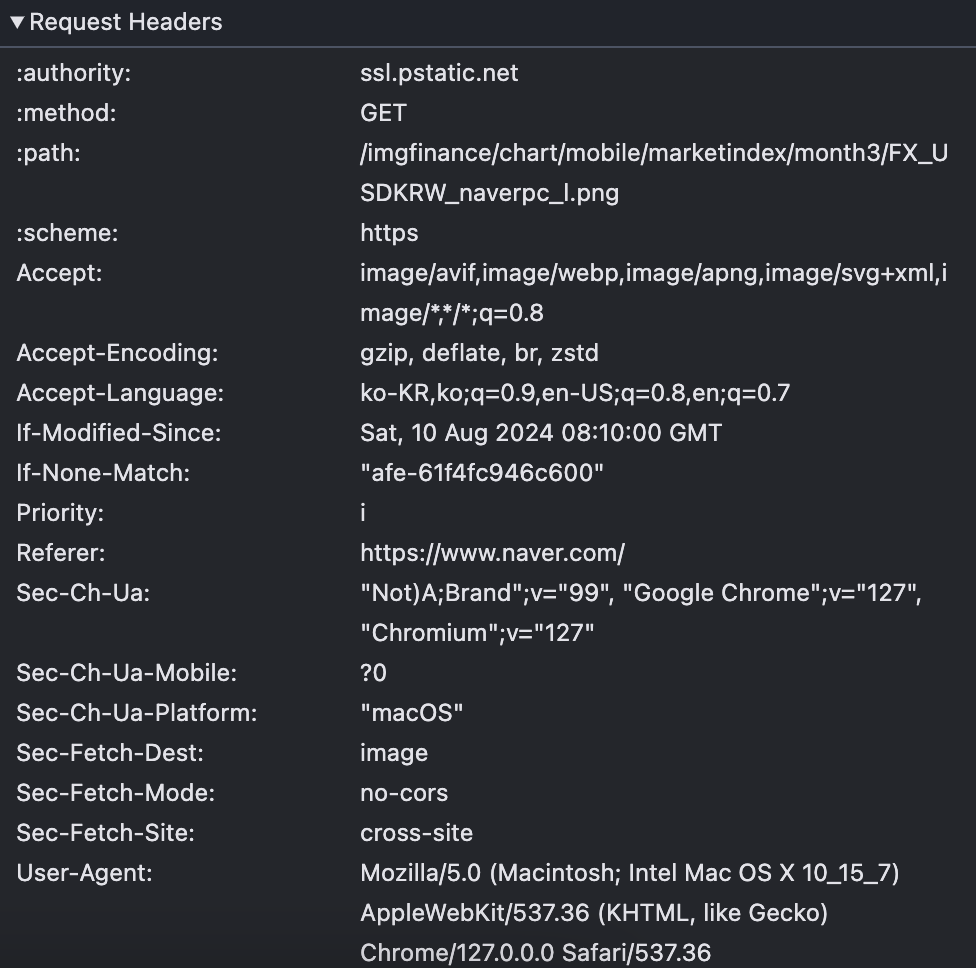 ▼Request Headers
:authority: ssl.pstatic.net
:method: GET
:path: /imgfinance/chart/mobile/marketindex/month3/FX_U
SDKRW_naverpc_l.png
:scheme: https
Accept: image/avif,image/webp,image/apng,image/svg+xml,i
mage/*,*/*;q=0.8
Accept-Encoding: gzip, deflate, br, zstd
Accept-Language: ko-KR,ko;q=0.9,en-US;q=0.8,en;q=0.7
If-Modified-Since: Sat, 10 Aug 2024 08:10:00 GMT
If-None-Match: "afe-61f4fc946c600"
Priority: i
Referer: https://www.naver.com/
Sec-Ch-Ua: "Not)A;Brand";v="99", "Google Chrome";v="127",
"Chromium";v="127"
Sec-Ch-Ua-Mobile: ?0
Sec-Ch-Ua-Platform: "macOS"
Sec-Fetch-Dest: image
Sec-Fetch-Mode: no-cors
Sec-Fetch-Site: cross-site
User-Agent: Mozilla/5.0 (Macintosh; Intel Mac OS X 10_15_7)
AppleWebKit/537.36 (KHTML, like Gecko)
Chrome/127.0.0.0 Safari/537.36